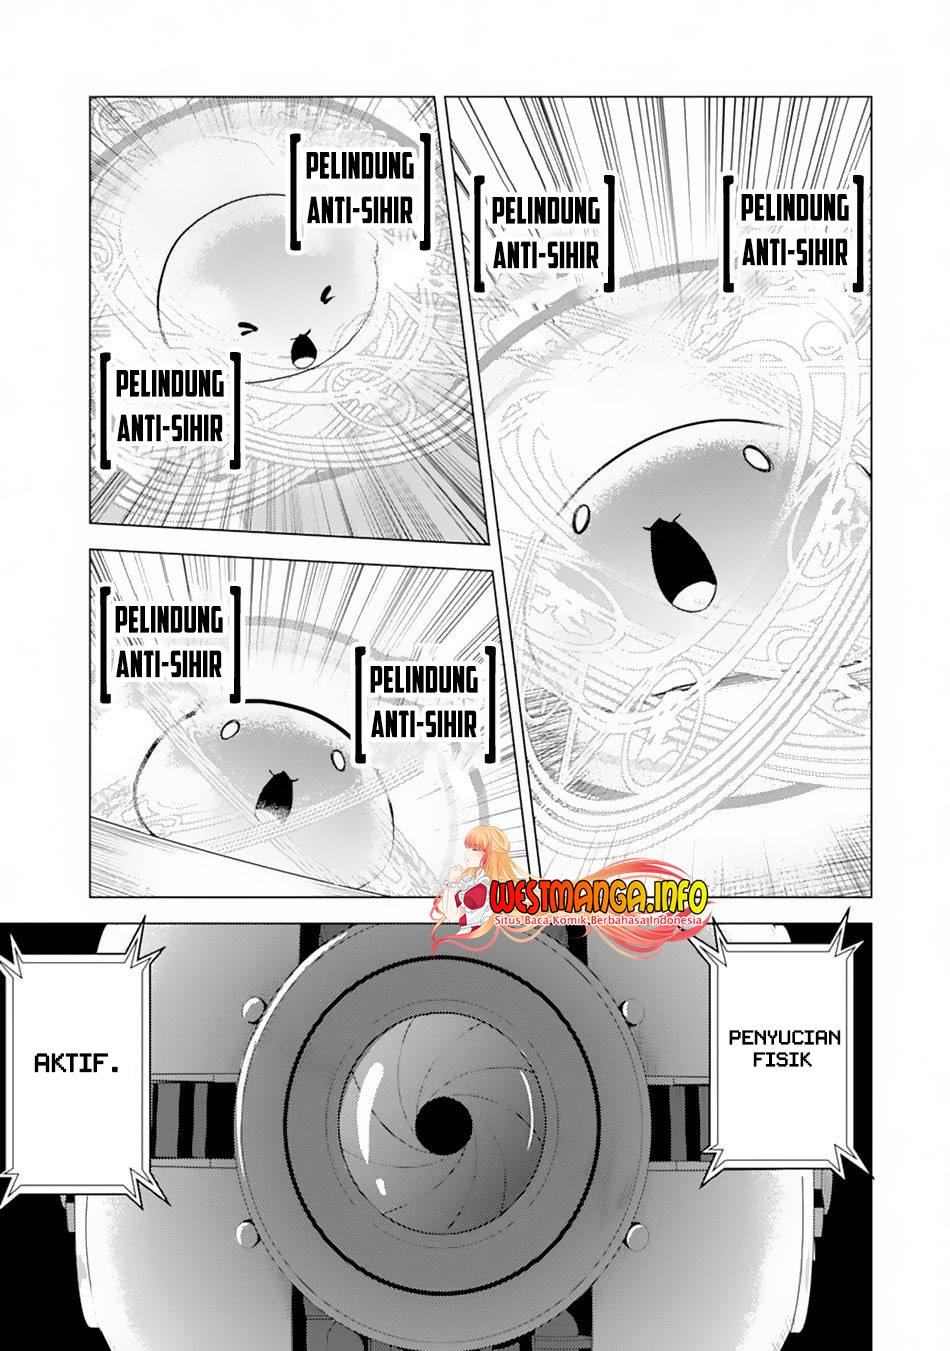 PELINDUNG
ANTI-SIHIR
PELINDUNG
ANTI-SIHIR
PELINDUNG
ANTI-SIHIR
PELINDUNG
ANTI-SIHIR
PELINDUNG
ANTI-SIHIR
PELINDUNG
ANTI-SIHIR
WESTMANGA.INFO
Situs Baca Komik Berbahasa Indonesia
PENYUCIAN
FISIK
AKTIF.